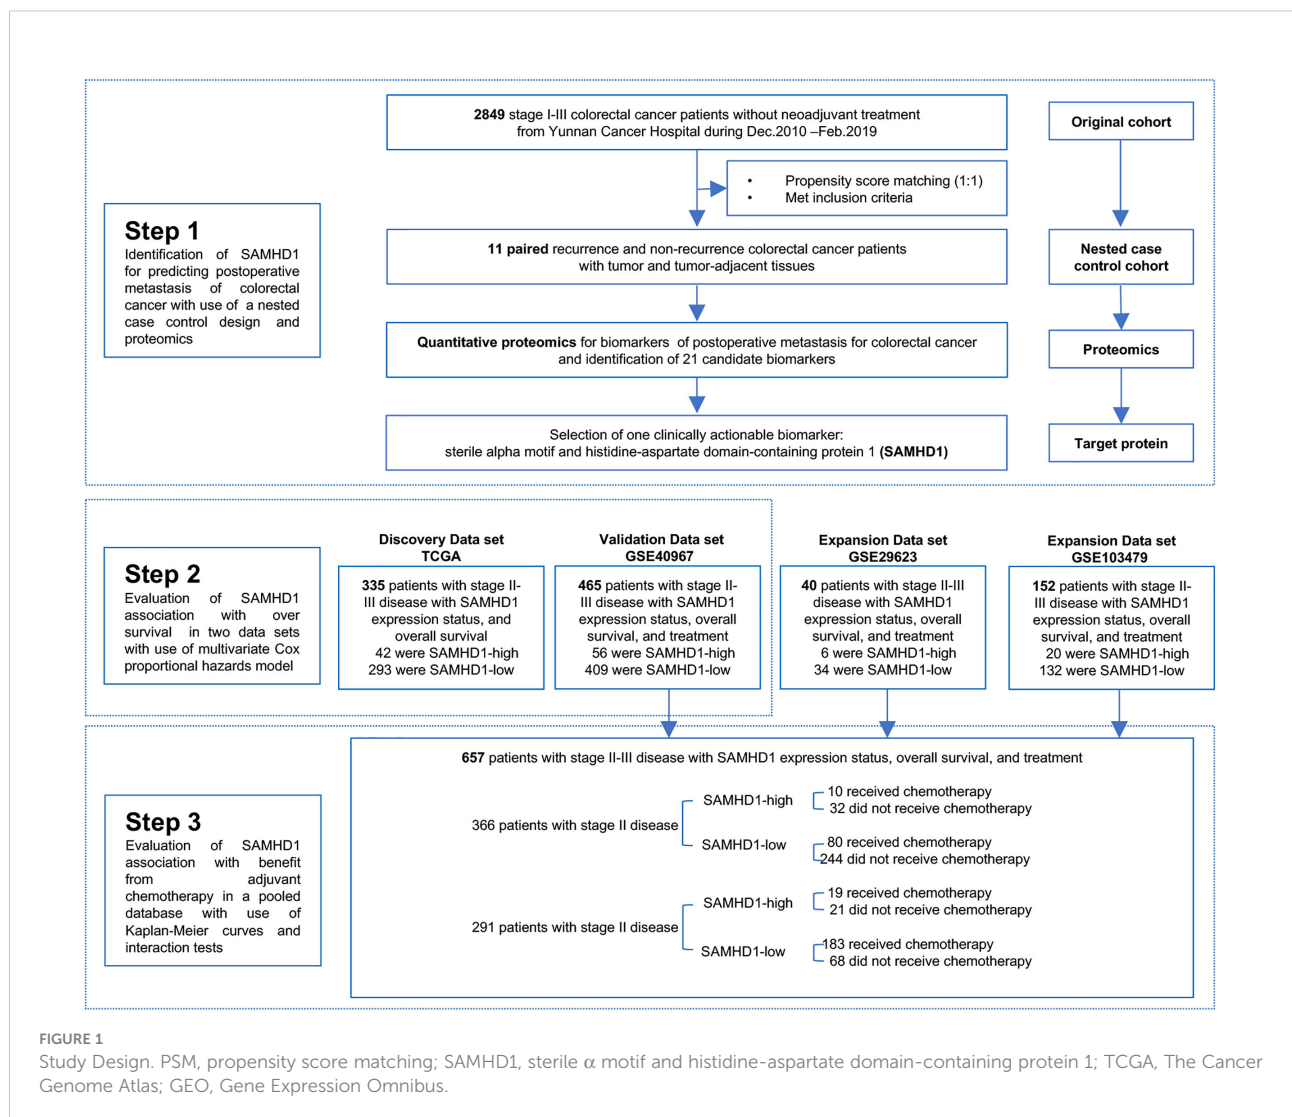 2849 stage I-III colorectal cancer patients without neoadjuvant treatment
from Yunnan Cancer Hospital during Dec.2010 –Feb.2019
Original cohort
• Propensity score matching (1:1)
• Met inclusion criteria
Step 1
Identification of SAMHD1
for predicting postoperative
metastasis of colorectal
cancer with use of a nested
case control design and
proteomics
11 paired recurrence and non-recurrence colorectal cancer patients
with tumor and tumor-adjacent tissues
Nested case
control cohort
Quantitative proteomics for biomarkers of postoperative metastasis for colorectal cancer
and identification of 21 candidate biomarkers
Proteomics
Selection of one clinically actionable biomarker:
sterile alpha motif and histidine-aspartate domain-containing protein 1 (SAMHD1)
Target protein
Step 2
Evaluation of SAMHD1
association with over
survival in two data sets
with use of multivariate Cox
proportional hazards model
Discovery Data set
TCGA
335 patients with stage II-
III disease with SAMHD1
expression status, and
overall survival
42 were SAMHD1-high
293 were SAMHD1-low
Validation Data set
GSE40967
465 patients with stage II-
III disease with SAMHD1
expression status, overall
survival, and treatment
56 were SAMHD1-high
409 were SAMHD1-low
Expansion Data set
GSE29623
40 patients with stage II-III
disease with SAMHD1
expression status, overall
survival, and treatment
6 were SAMHD1-high
34 were SAMHD1-low
Expansion Data set
GSE103479
152 patients with stage II-
III disease with SAMHD1
expression status, overall
survival, and treatment
20 were SAMHD1-high
132 were SAMHD1-low
Step 3
Evaluation of SAMHD1
association with benefit
from adjuvant
chemotherapy in a pooled
database with use of
Kaplan-Meier curves and
interaction tests
657 patients with stage II-III disease with SAMHD1 expression status, overall survival, and treatment
366 patients with stage II disease
SAMHD1-high
10 received chemotherapy
32 did not receive chemotherapy
SAMHD1-low
80 received chemotherapy
244 did not receive chemotherapy
291 patients with stage II disease
SAMHD1-high
19 received chemotherapy
21 did not receive chemotherapy
SAMHD1-low
183 received chemotherapy
68 did not receive chemotherapy
FIGURE 1
Study Design. PSM, propensity score matching; SAMHD1, sterile α motif and histidine-aspartate domain-containing protein 1; TCGA, The Cancer
Genome Atlas; GEO, Gene Expression Omnibus.